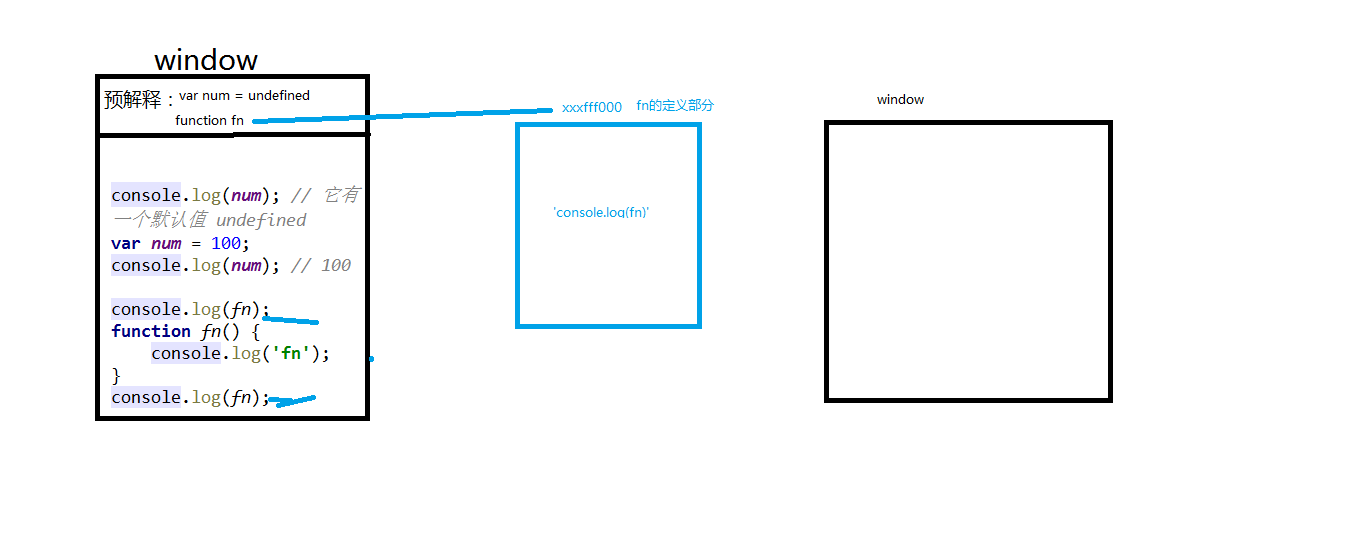 window
预解释：var num = undefined
function fn
console.log(num); // 它有
一个默认值 undefined
var num = 100;
console.log(num); // 100
console.log(fn);
function fn() {
    console.log('fn');
}
console.log(fn);
xxxfff000 fn的定义部分
'console.log(fn)'
window